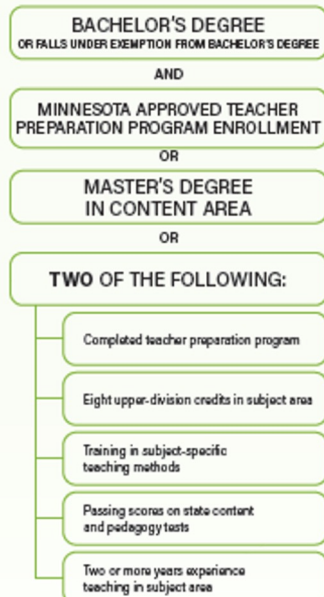 BACHELOR'S DEGREE
OR FALLS UNDER EXEMPTION FROM BACHELOR'S DEGREE
AND
MINNESOTA APPROVED TEACHER
PREPARATION PROGRAM ENROLLMENT
OR
MASTER'S DEGREE
IN CONTENT AREA
OR
TWO OF THE FOLLOWING:
Completed teacher preparation program
Eight upper-division credits in subject area
Training in subject-specific
teaching methods
Passing scores on state content
and pedagogy tests
Two or more years experience
teaching in subject area